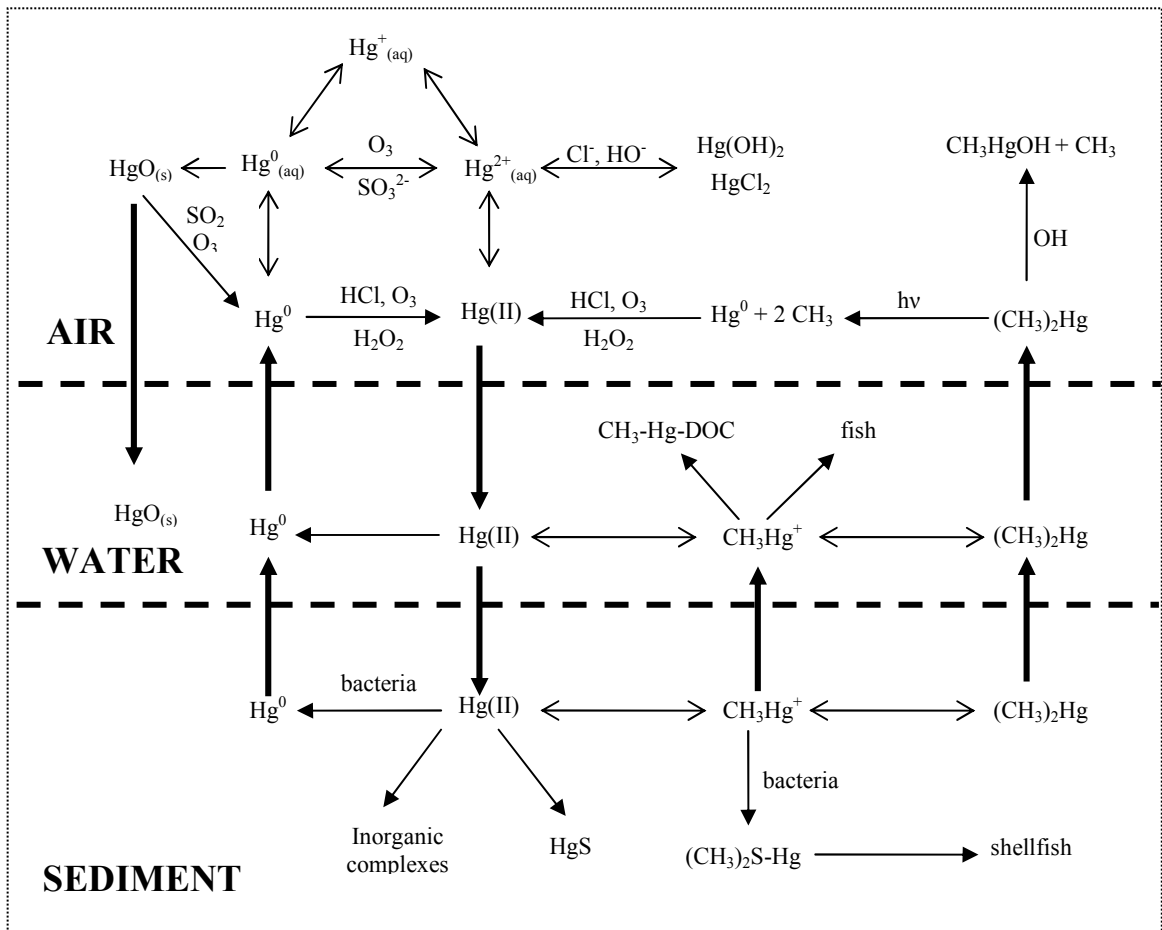 Hg⁺(aq)
HgO(s)
Hg⁰(aq)
O₃
SO₃²⁻
Hg²⁺(aq)
Cl⁻, HO⁻
Hg(OH)₂
HgCl₂
CH₃HgOH + CH₃
SO₂
O₃
OH
Hg⁰
HCl, O₃
H₂O₂
Hg(II)
HCl, O₃
H₂O₂
Hg⁰ + 2 CH₃
hν
(CH₃)₂Hg
AIR
CH₃-Hg-DOC
fish
HgO(s)
Hg⁰
Hg(II)
CH₃Hg⁺
(CH₃)₂Hg
WATER
Hg⁰
bacteria
Hg(II)
CH₃Hg⁺
(CH₃)₂Hg
bacteria
Inorganic
complexes
HgS
(CH₃)₂S-Hg
shellfish
SEDIMENT